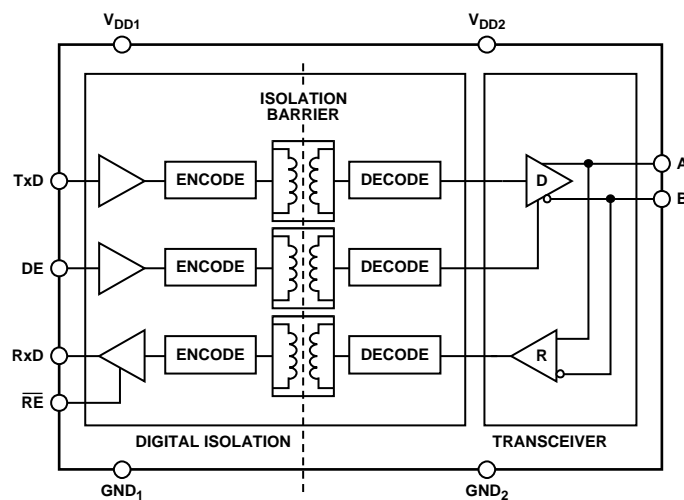 VDD1 VDD2
ISOLATION
BARRIER
TxD ENCODE DECODE D A
B
DE ENCODE DECODE
RxD ENCODE DECODE R
RE
DIGITAL ISOLATION TRANSCEIVER
GND1 GND2